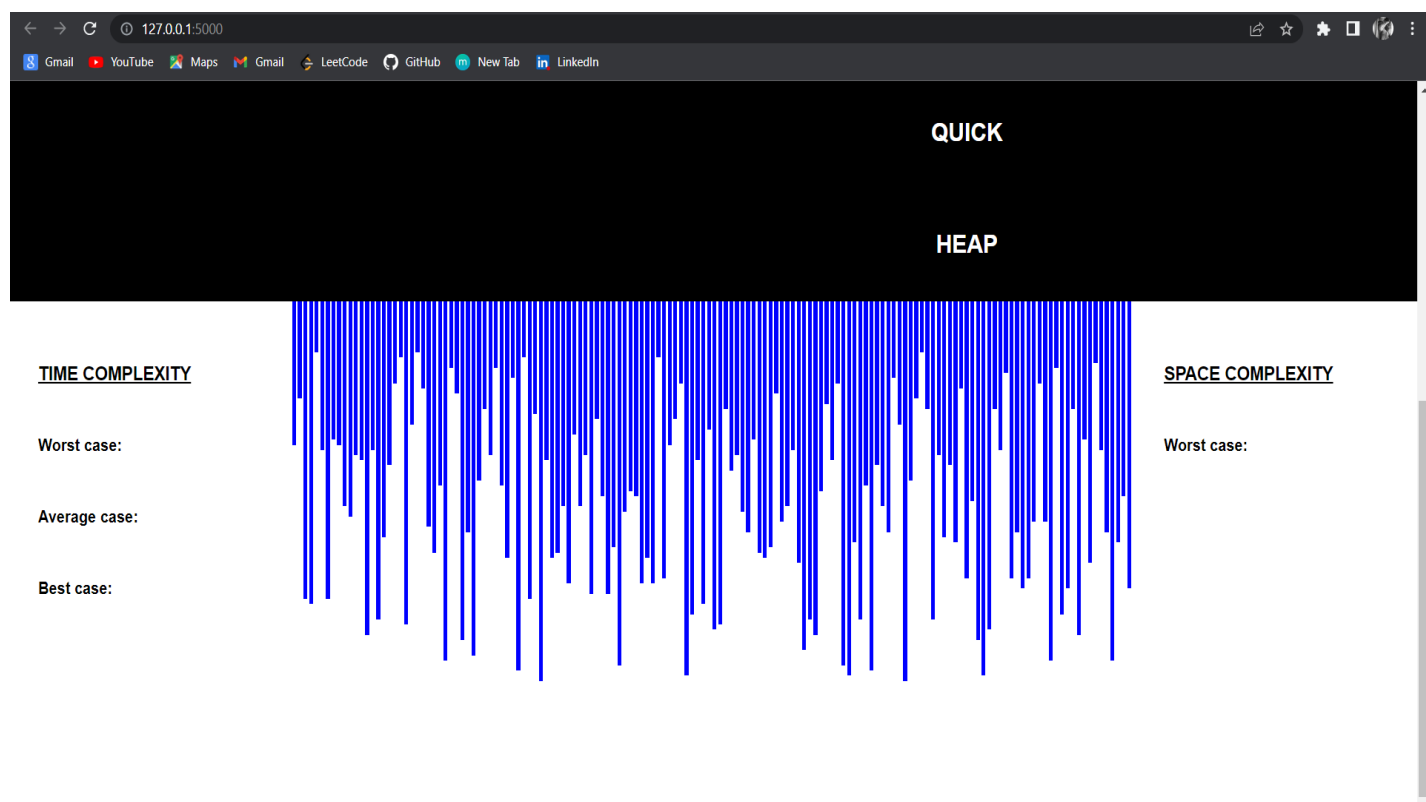 127.0.0.1:5000
Gmail YouTube Maps Gmail LeetCode GitHub New Tab LinkedIn
QUICK
HEAP
TIME COMPLEXITY
SPACE COMPLEXITY
Worst case:
Worst case:
Average case:
Best case: